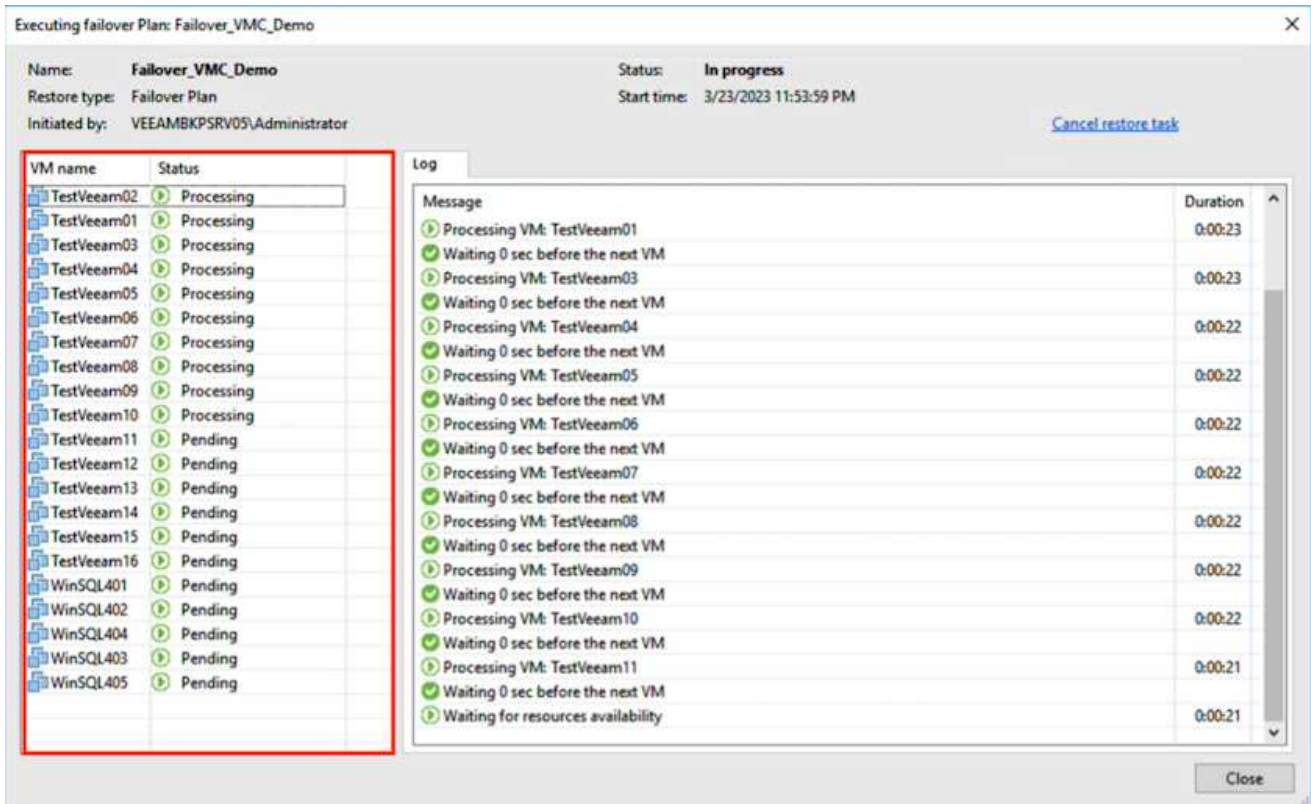 Executing failover Plan: Failover_VMC_Demo
Name: Failover_VMC_Demo
Restore type: Failover Plan
Initiated by: VEEAMBKPSRV05\Administrator
Status: In progress
Start time: 3/23/2023 11:53:59 PM
Cancel restore task
VM name Status
TestVeeam02 Processing
TestVeeam01 Processing
TestVeeam03 Processing
TestVeeam04 Processing
TestVeeam05 Processing
TestVeeam06 Processing
TestVeeam07 Processing
TestVeeam08 Processing
TestVeeam09 Processing
TestVeeam10 Processing
TestVeeam11 Pending
TestVeeam12 Pending
TestVeeam13 Pending
TestVeeam14 Pending
TestVeeam15 Pending
TestVeeam16 Pending
WinSQL401 Pending
WinSQL402 Pending
WinSQL404 Pending
WinSQL403 Pending
WinSQL405 Pending
Log
Message Duration
Processing VM: TestVeeam01 0:00:23
Waiting 0 sec before the next VM
Processing VM: TestVeeam03 0:00:23
Waiting 0 sec before the next VM
Processing VM: TestVeeam04 0:00:22
Waiting 0 sec before the next VM
Processing VM: TestVeeam05 0:00:22
Waiting 0 sec before the next VM
Processing VM: TestVeeam06 0:00:22
Waiting 0 sec before the next VM
Processing VM: TestVeeam07 0:00:22
Waiting 0 sec before the next VM
Processing VM: TestVeeam08 0:00:22
Waiting 0 sec before the next VM
Processing VM: TestVeeam09 0:00:22
Waiting 0 sec before the next VM
Processing VM: TestVeeam10 0:00:22
Waiting 0 sec before the next VM
Processing VM: TestVeeam11 0:00:21
Waiting 0 sec before the next VM
Waiting for resources availability 0:00:21
Close